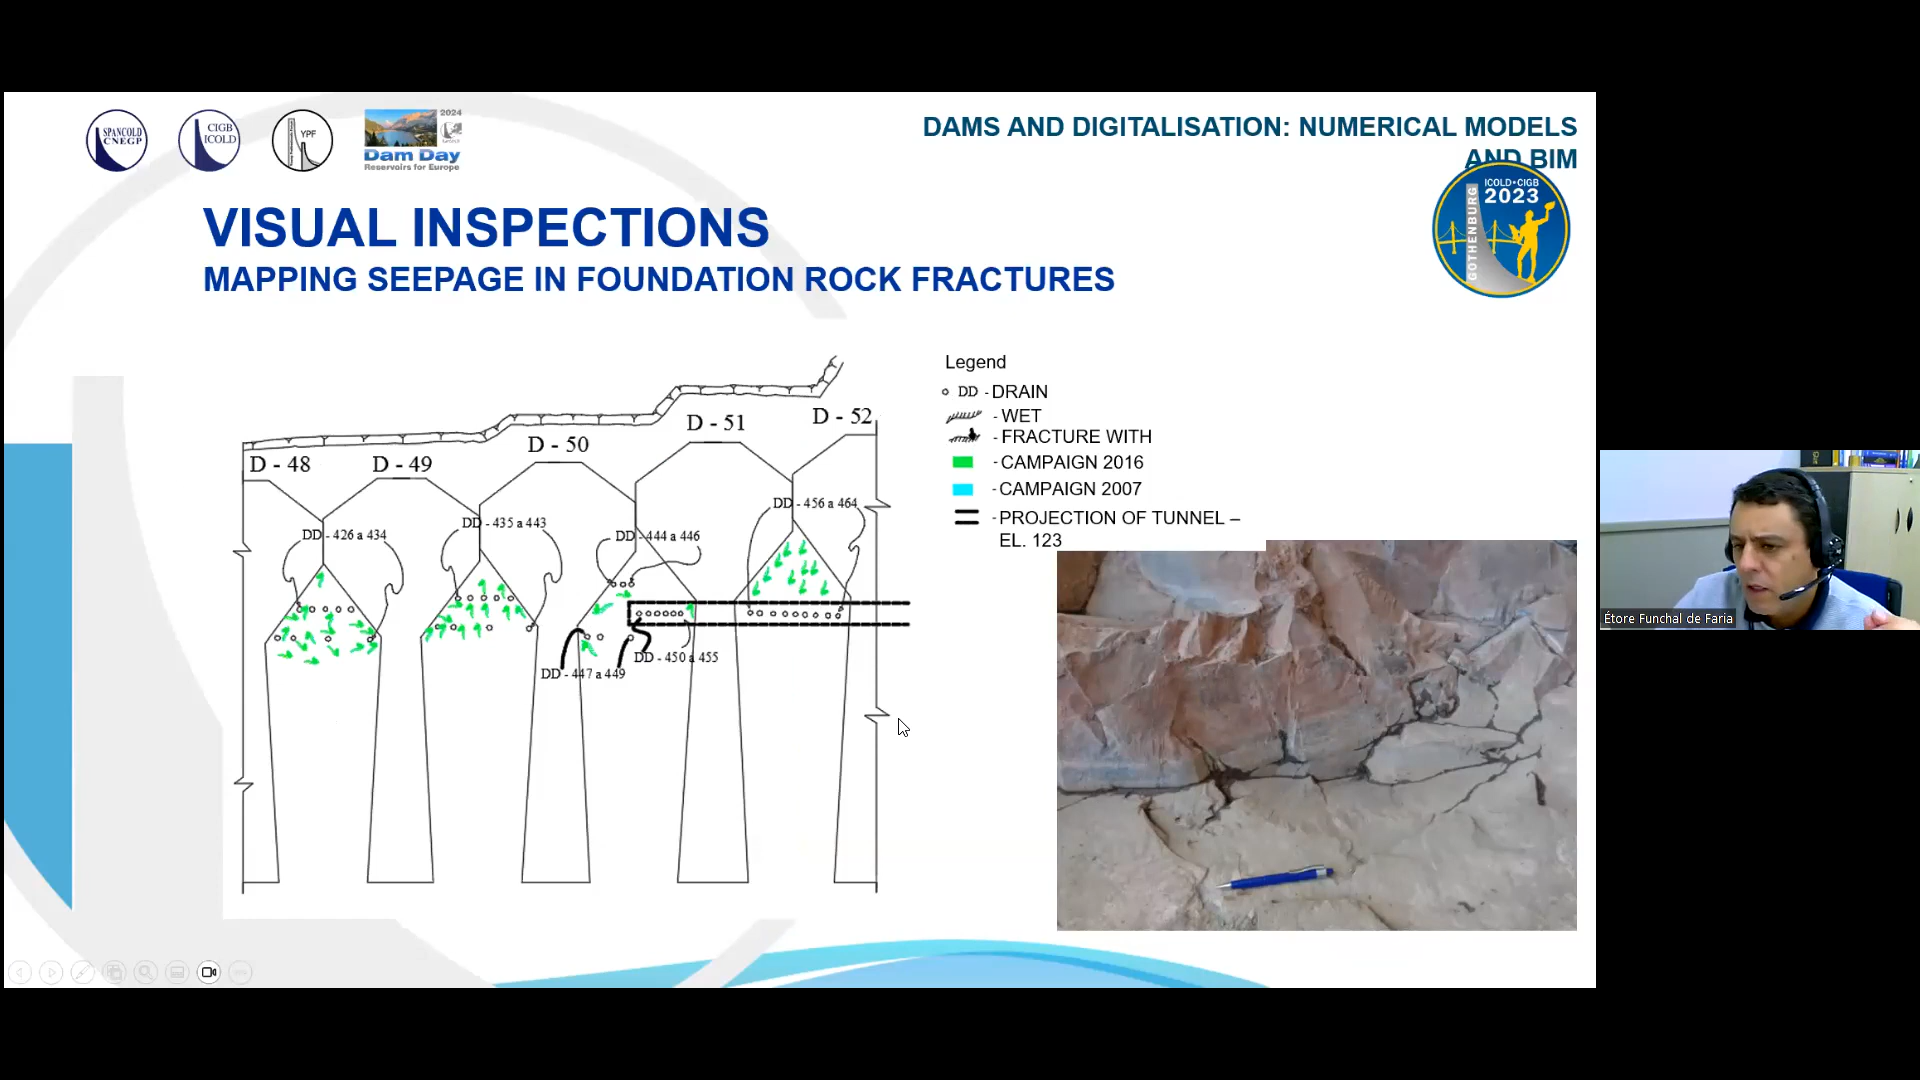 SPANCOLD
CNEGP
CIGB
ICOLD
YPF
2024
Dam Day
Reservoirs for Europe
DAMS AND DIGITALISATION: NUMERICAL MODELS
AND BIM
ICOLD•CIGB
2023
GOTHENBURG
VISUAL INSPECTIONS
MAPPING SEEPAGE IN FOUNDATION ROCK FRACTURES
D - 48
D - 49
D - 50
D - 51
D - 52
DD - 426 a 434
DD - 435 a 443
DD - 444 a 446
DD - 456 a 464
DD - 447 a 449
DD - 450 a 455
Legend
DD - DRAIN
- WET
- FRACTURE WITH
- CAMPAIGN 2016
- CAMPAIGN 2007
- PROJECTION OF TUNNEL –
EL. 123
Étore Funchal de Faria